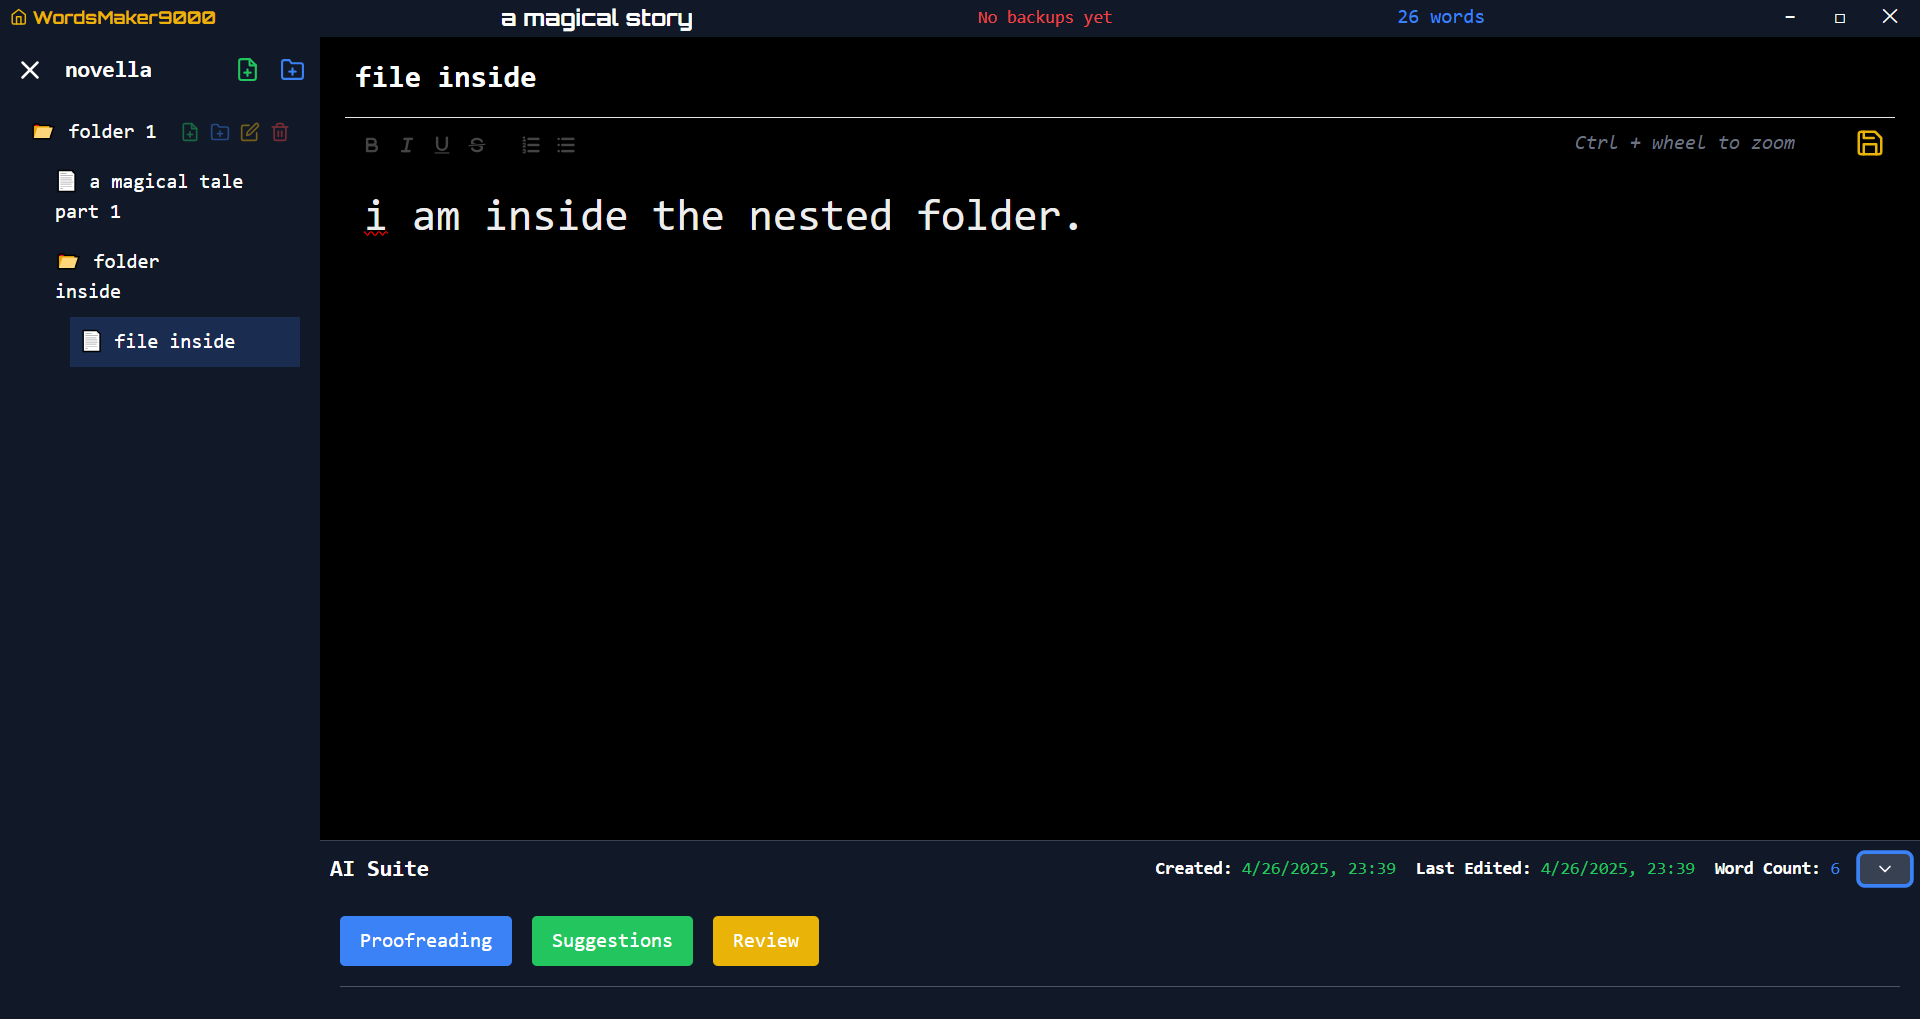 WordsMaker9000
a magical story
No backups yet
26 words
novella
folder 1
a magical tale
part 1
folder
inside
file inside
file inside
Ctrl + wheel to zoom
i am inside the nested folder.
AI Suite
Created: 4/26/2025, 23:39 Last Edited: 4/26/2025, 23:39 Word Count: 6
Proofreading
Suggestions
Review